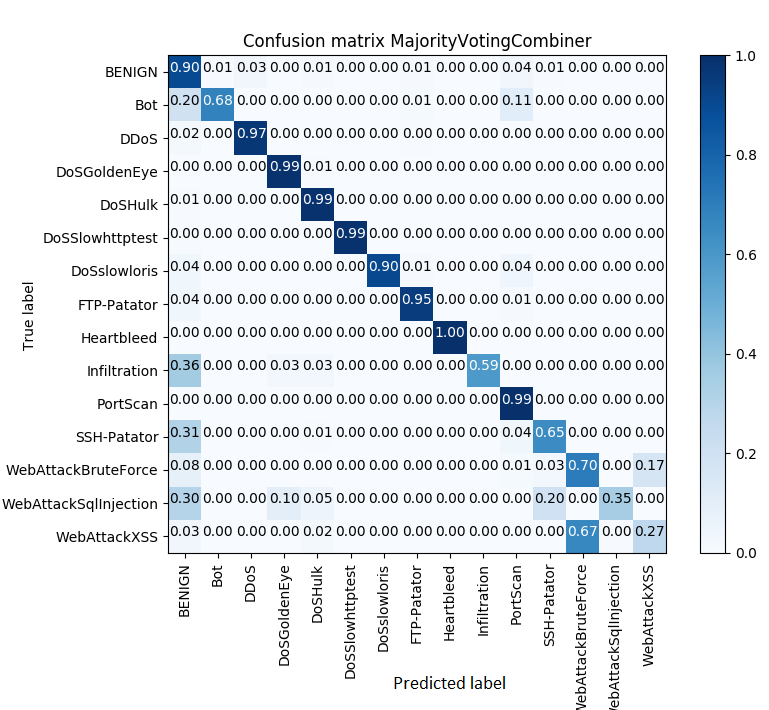 Confusion matrix MajorityVotingCombiner
BENIGN 0.90 0.01 0.03 0.00 0.01 0.00 0.00 0.01 0.00 0.00 0.04 0.01 0.00 0.00 0.00
Bot 0.20 0.68 0.00 0.00 0.00 0.00 0.00 0.01 0.00 0.00 0.11 0.00 0.00 0.00 0.00
DDoS 0.02 0.00 0.97 0.00 0.00 0.00 0.00 0.00 0.00 0.00 0.00 0.00 0.00 0.00 0.00
DoSGoldenEye 0.00 0.00 0.00 0.99 0.01 0.00 0.00 0.00 0.00 0.00 0.00 0.00 0.00 0.00 0.00
DoSHulk 0.01 0.00 0.00 0.00 0.99 0.00 0.00 0.00 0.00 0.00 0.00 0.00 0.00 0.00 0.00
DoSSlowhttptest 0.00 0.00 0.00 0.00 0.00 0.99 0.00 0.00 0.00 0.00 0.00 0.00 0.00 0.00 0.00
DoSslowloris 0.04 0.00 0.00 0.00 0.00 0.00 0.90 0.01 0.00 0.00 0.04 0.00 0.00 0.00 0.00
FTP-Patator 0.04 0.00 0.00 0.00 0.00 0.00 0.00 0.95 0.00 0.00 0.01 0.00 0.00 0.00 0.00
Heartbleed 0.00 0.00 0.00 0.00 0.00 0.00 0.00 0.00 1.00 0.00 0.00 0.00 0.00 0.00 0.00
Infiltration 0.36 0.00 0.00 0.03 0.03 0.00 0.00 0.00 0.00 0.59 0.00 0.00 0.00 0.00 0.00
PortScan 0.00 0.00 0.00 0.00 0.00 0.00 0.00 0.00 0.00 0.00 0.99 0.00 0.00 0.00 0.00
SSH-Patator 0.31 0.00 0.00 0.00 0.01 0.00 0.00 0.00 0.00 0.00 0.04 0.65 0.00 0.00 0.00
WebAttackBruteForce 0.08 0.00 0.00 0.00 0.00 0.00 0.00 0.00 0.00 0.00 0.01 0.03 0.70 0.00 0.17
WebAttackSqlInjection 0.30 0.00 0.00 0.10 0.05 0.00 0.00 0.00 0.00 0.00 0.00 0.20 0.00 0.35 0.00
WebAttackXSS 0.03 0.00 0.00 0.00 0.02 0.00 0.00 0.00 0.00 0.00 0.00 0.00 0.67 0.00 0.27
True label
BENIGN
Bot
DDoS
DoSGoldenEye
DoSHulk
DoSSlowhttptest
DoSslowloris
FTP-Patator
Heartbleed
Infiltration
PortScan
SSH-Patator
WebAttackBruteForce
WebAttackSqlInjection
WebAttackXSS
Predicted label
1.0
0.8
0.6
0.4
0.2
0.0